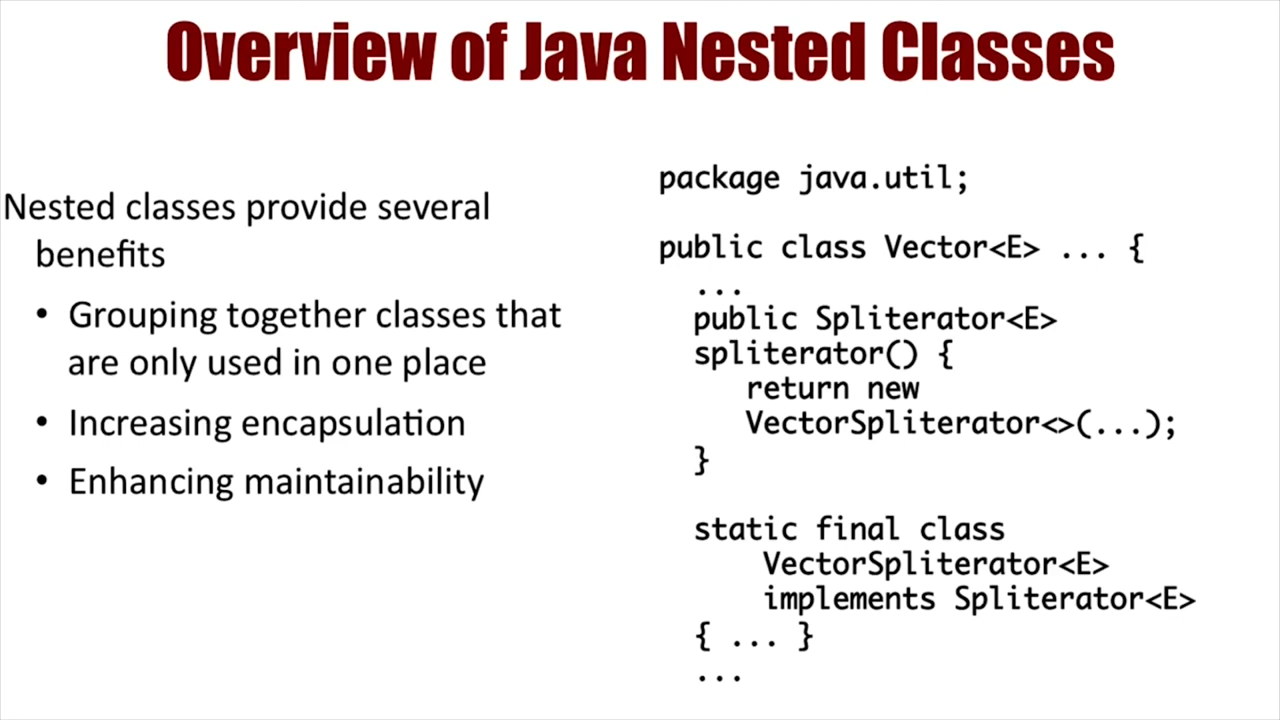 Overview of Java Nested Classes
Nested classes provide several
benefits
• Grouping together classes that
are only used in one place
• Increasing encapsulation
• Enhancing maintainability
package java.util;
public class Vector<E> ... {
...
public Spliterator<E>
spliterator() {
return new
VectorSpliterator<>(...);
}
static final class
VectorSpliterator<E>
implements Spliterator<E>
{ ... }
...